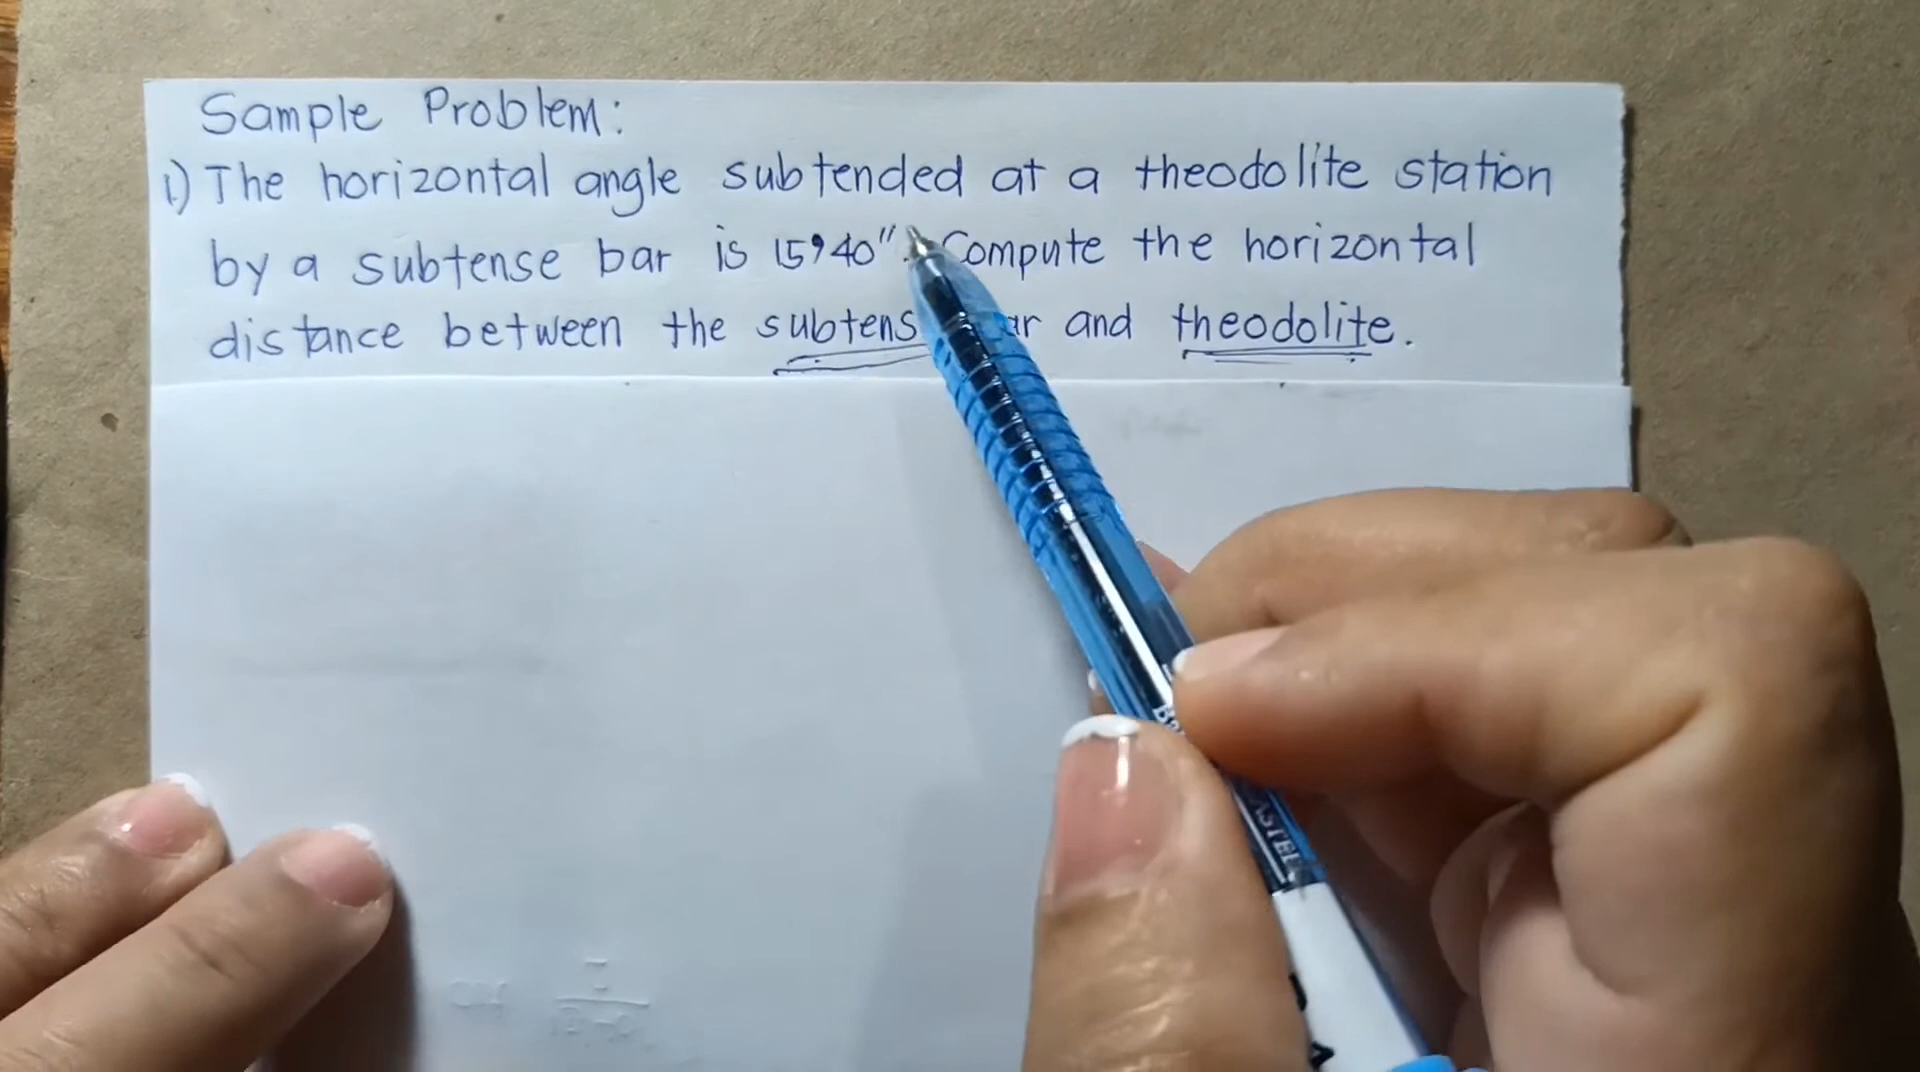 Sample Problem:
1.) The horizontal angle subtended at a theodolite station
by a subtense bar is 15'40". Compute the horizontal
distance between the subtens ar and theodolite.